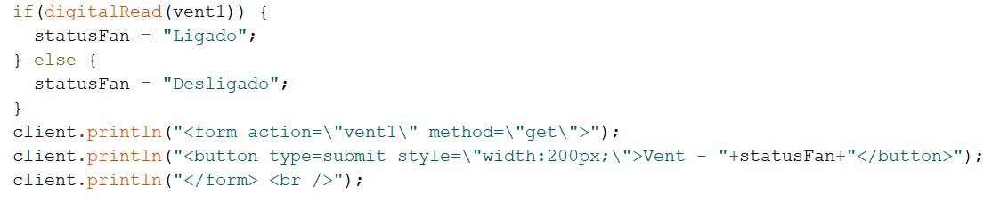 if(digitalRead(vent1)) {
  statusFan = "Ligado";
} else {
  statusFan = "Desligado";
}
client.println("<form action=\"vent1\" method=\"get\">");
client.println("<button type=submit style=\"width:200px;\">Vent - "+statusFan+"</button>");
client.println("</form> <br />");